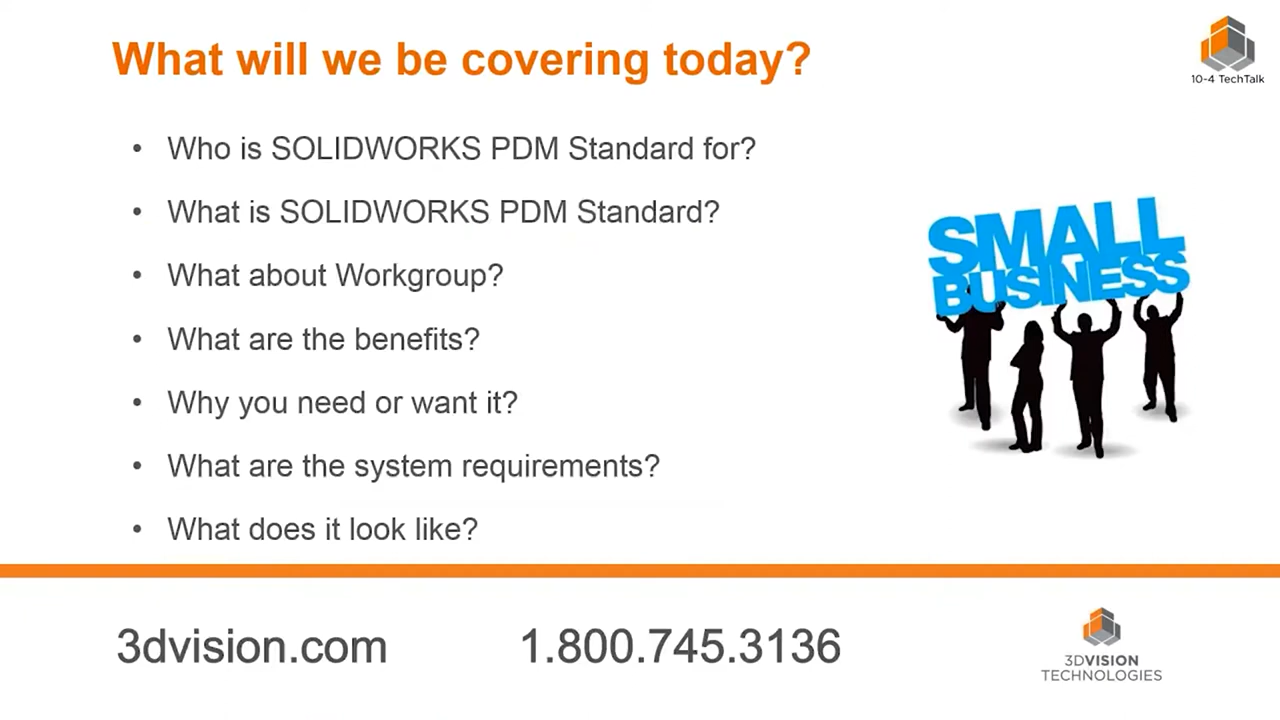 What will we be covering today?
10-4 TechTalk
• Who is SOLIDWORKS PDM Standard for?
• What is SOLIDWORKS PDM Standard?
• What about Workgroup?
• What are the benefits?
• Why you need or want it?
• What are the system requirements?
• What does it look like?
SMALL
BUSINESS
3dvision.com
1.800.745.3136
3DVISION
TECHNOLOGIES